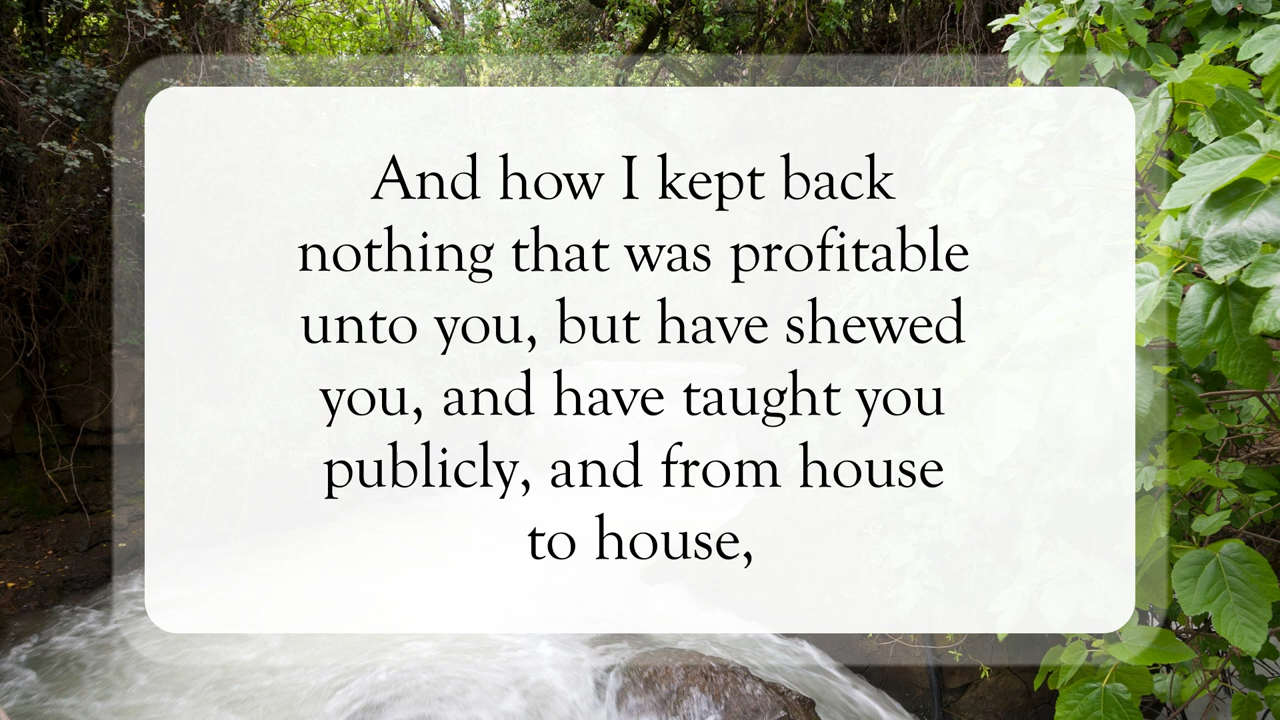 And how I kept back
nothing that was profitable
unto you, but have shewed
you, and have taught you
publicly, and from house
to house,